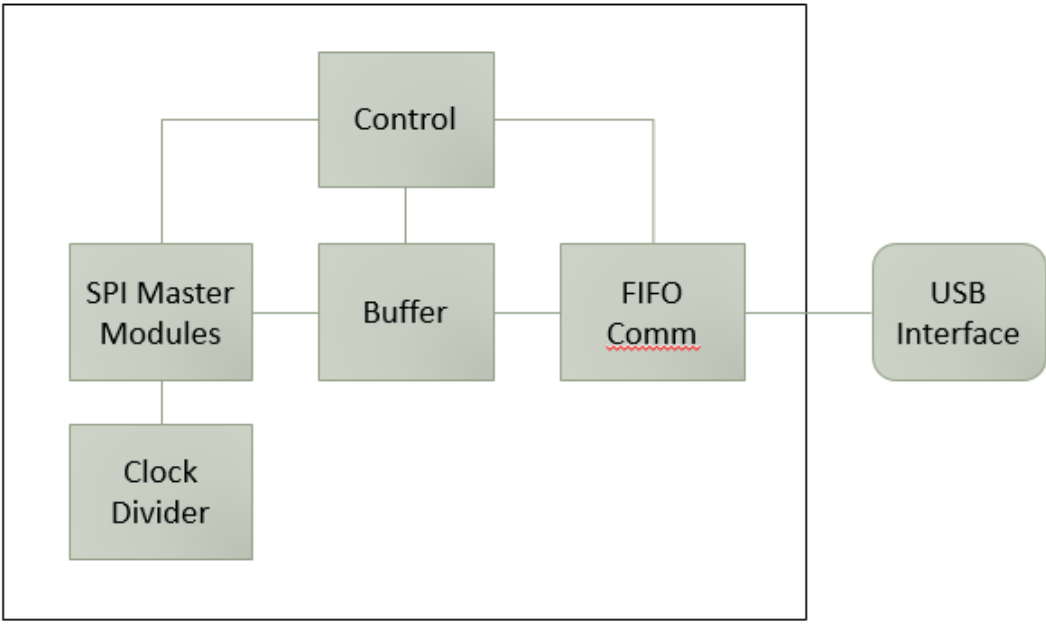 Control
SPI Master
Modules
Buffer
FIFO
Comm
USB
Interface
Clock
Divider